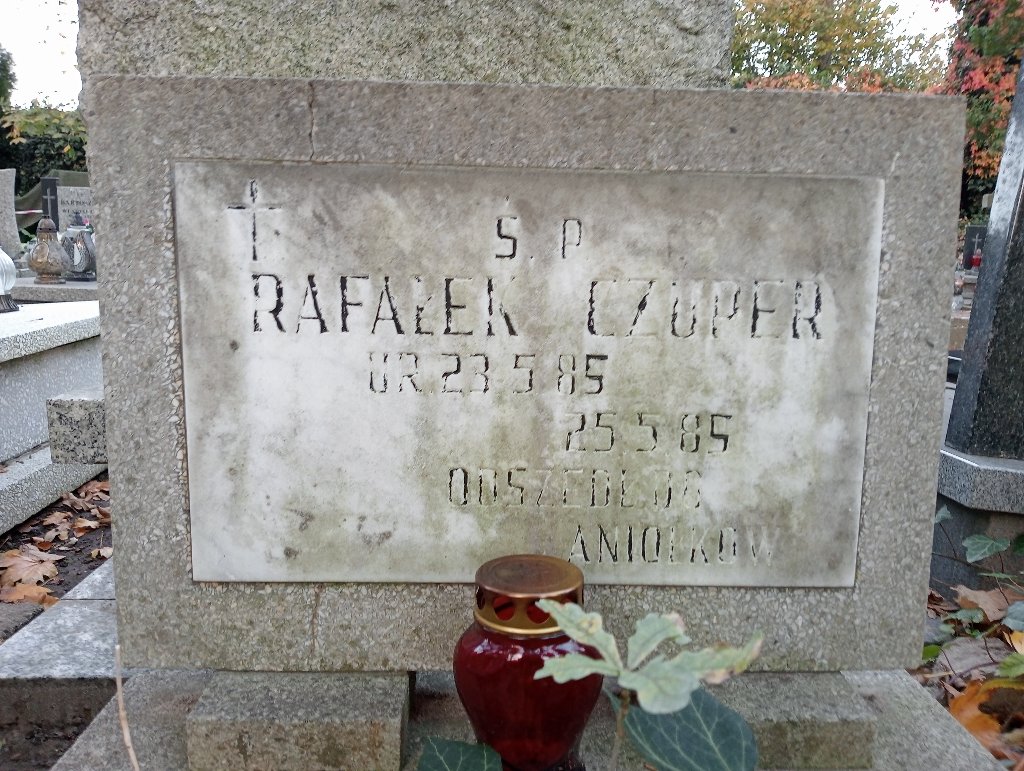 Ś. P
RAFAŁEK CZUPER
UR. 23 5 85
25 5 85
ODSZEDŁ DO
ANIOŁKÓW